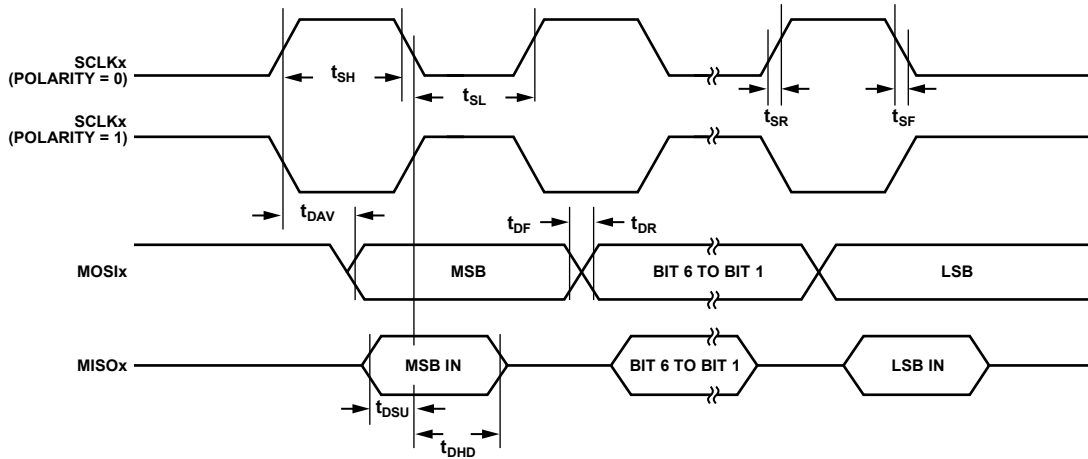 SCLKx
(POLARITY = 0)
tSH
tSL
tSR
tSF
SCLKx
(POLARITY = 1)
tDAV
tDF
tDR
MOSIx
MSB
BIT 6 TO BIT 1
LSB
MISOx
MSB IN
BIT 6 TO BIT 1
LSB IN
tDSU
tDHD